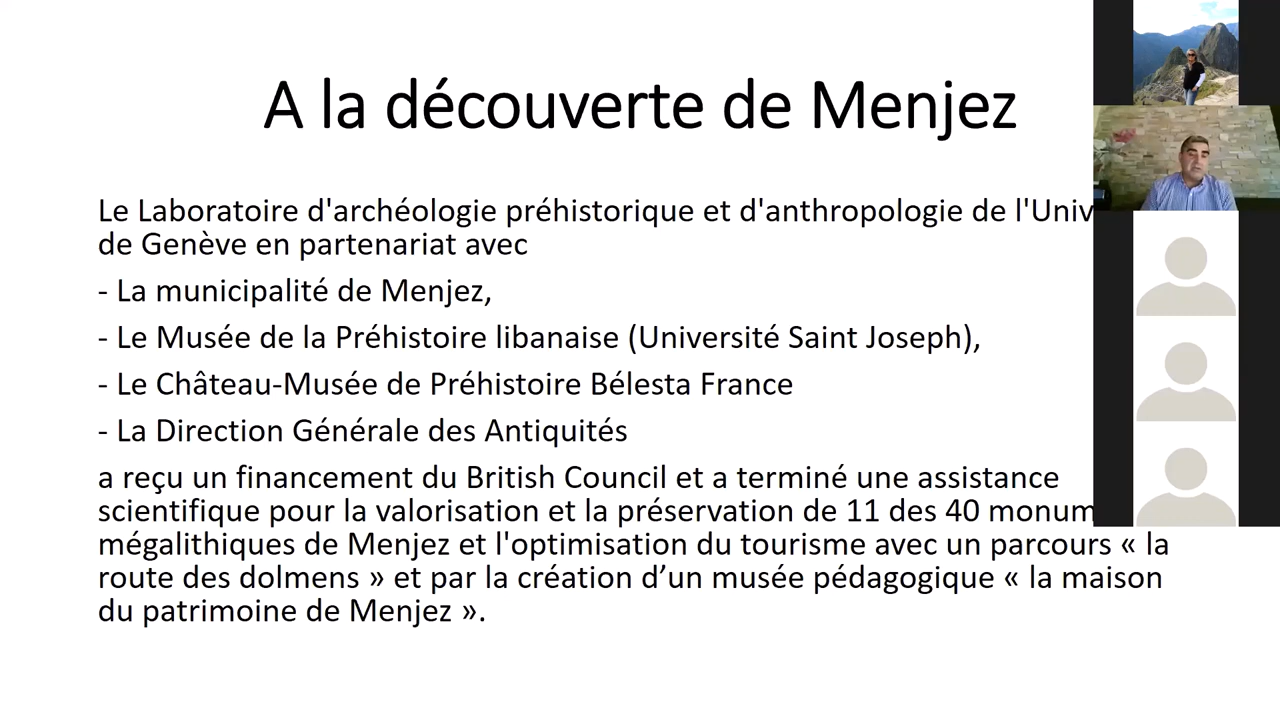 A la découverte de Menjez
Le Laboratoire d'archéologie préhistorique et d'anthropologie de l'Univ
de Genève en partenariat avec
- La municipalité de Menjez,
- Le Musée de la Préhistoire libanaise (Université Saint Joseph),
- Le Château-Musée de Préhistoire Bélesta France
- La Direction Générale des Antiquités
a reçu un financement du British Council et a terminé une assistance
scientifique pour la valorisation et la préservation de 11 des 40 monum
mégalithiques de Menjez et l'optimisation du tourisme avec un parcours « la
route des dolmens » et par la création d’un musée pédagogique « la maison
du patrimoine de Menjez ».